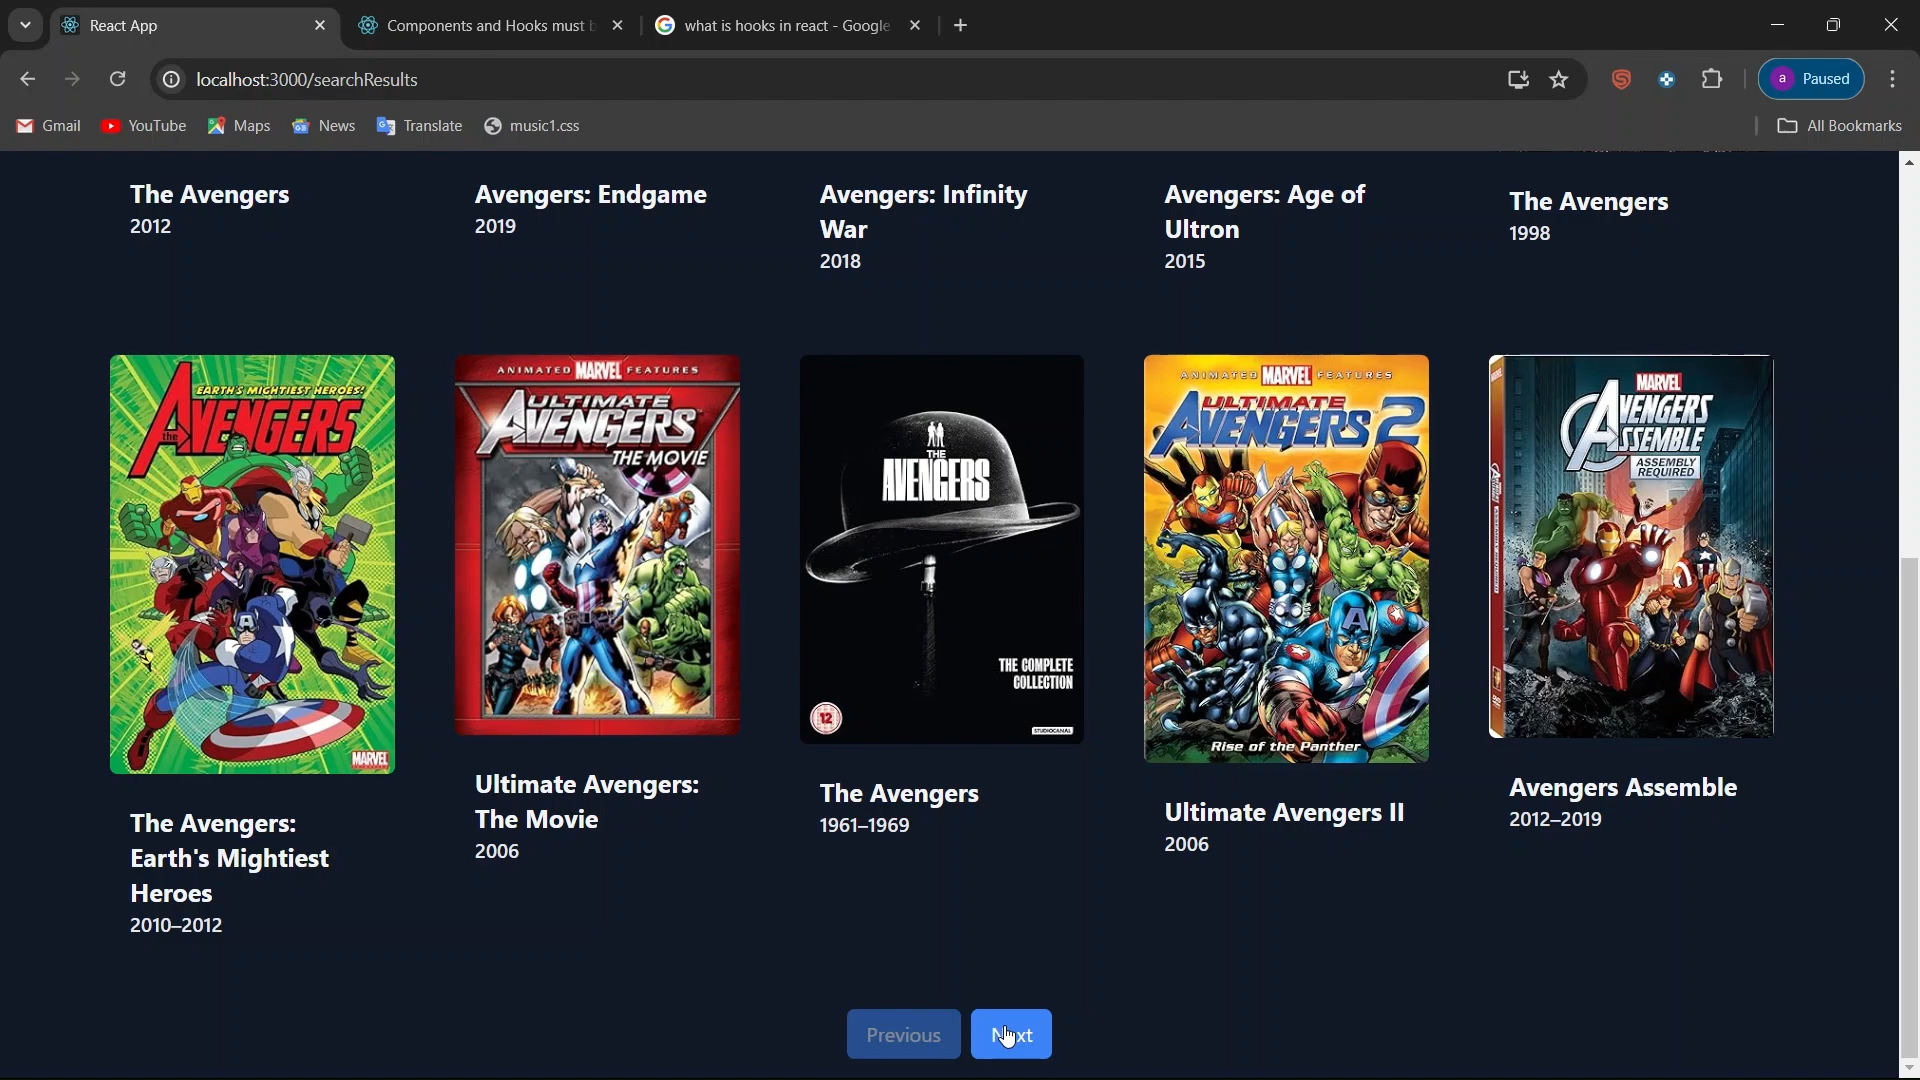 React App
Components and Hooks must b
what is hooks in react - Google
localhost:3000/searchResults
a Paused
Gmail
YouTube
Maps
News
Translate
music1.css
All Bookmarks
The Avengers
2012
Avengers: Endgame
2019
Avengers: Infinity
War
2018
Avengers: Age of
Ultron
2015
The Avengers
1998
EARTH'S MIGHTIEST HEROES!
the AVENGERS
MARVEL
ANIMATED MARVEL FEATURES
ULTIMATE
AVENGERS
THE MOVIE
THE
AVENGERS
THE COMPLETE
COLLECTION
12
STUDIOCANAL
ANIMATED MARVEL FEATURES
ULTIMATE
AVENGERS 2
Rise of the Panther
MARVEL
AVENGERS
ASSEMBLE
ASSEMBLY
REQUIRED
The Avengers:
Earth's Mightiest
Heroes
2010–2012
Ultimate Avengers:
The Movie
2006
The Avengers
1961–1969
Ultimate Avengers II
2006
Avengers Assemble
2012–2019
Previous
Next